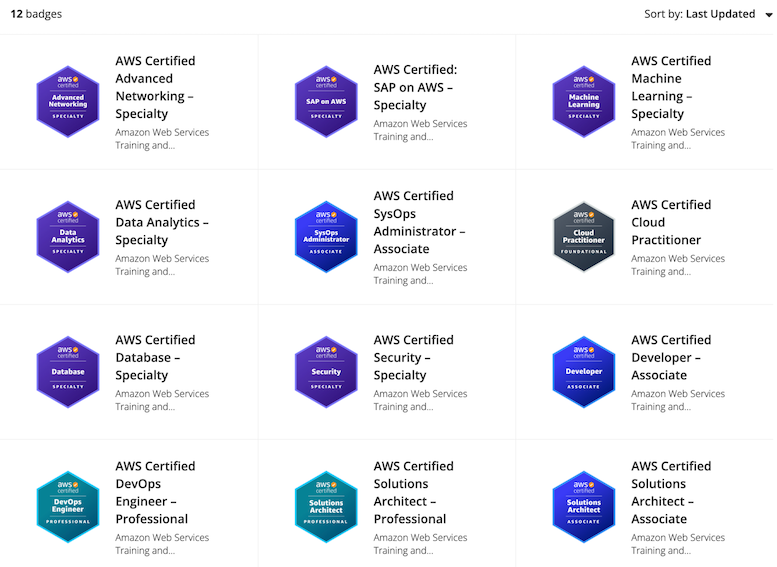 12 badges
Sort by: Last Updated
aws
certified
Advanced
Networking
SPECIALTY
AWS Certified
Advanced
Networking –
Specialty
Amazon Web Services
Training and...
aws
certified
SAP on AWS
SPECIALTY
AWS Certified:
SAP on AWS –
Specialty
Amazon Web Services
Training and...
aws
certified
Machine
Learning
SPECIALTY
AWS Certified
Machine
Learning –
Specialty
Amazon Web Services
Training and...
aws
certified
Data
Analytics
SPECIALTY
AWS Certified
Data Analytics –
Specialty
Amazon Web Services
Training and...
aws
certified
SysOps
Administrator
ASSOCIATE
AWS Certified
SysOps
Administrator –
Associate
Amazon Web Services
Training and...
aws
certified
Cloud
Practitioner
FOUNDATIONAL
AWS Certified
Cloud
Practitioner
Amazon Web Services
Training and...
aws
certified
Database
SPECIALTY
AWS Certified
Database –
Specialty
Amazon Web Services
Training and...
aws
certified
Security
SPECIALTY
AWS Certified
Security –
Specialty
Amazon Web Services
Training and...
aws
certified
Developer
ASSOCIATE
AWS Certified
Developer –
Associate
Amazon Web Services
Training and...
aws
certified
DevOps
Engineer
PROFESSIONAL
AWS Certified
DevOps
Engineer –
Professional
Amazon Web Services
Training and...
aws
certified
Solutions
Architect
PROFESSIONAL
AWS Certified
Solutions
Architect –
Professional
Amazon Web Services
Training and...
aws
certified
Solutions
Architect
ASSOCIATE
AWS Certified
Solutions
Architect –
Associate
Amazon Web Services
Training and...